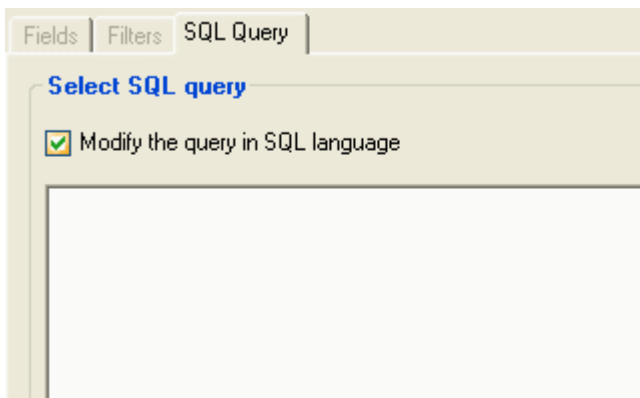 Fields Filters SQL Query
Select SQL query
Modify the query in SQL language